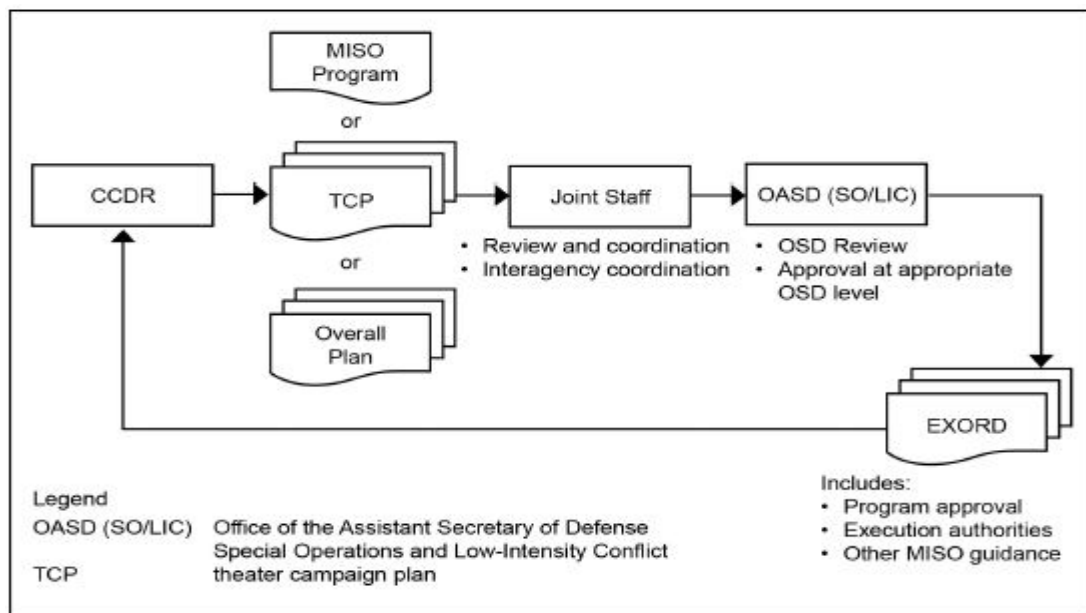 MISO
Program
or
CCDR
TCP
Joint Staff
OASD (SO/LIC)
• Review and coordination
• Interagency coordination
• OSD Review
• Approval at appropriate
OSD level
or
Overall
Plan
EXORD
Includes:
• Program approval
• Execution authorities
• Other MISO guidance
Legend
OASD (SO/LIC) Office of the Assistant Secretary of Defense
Special Operations and Low-Intensity Conflict
TCP theater campaign plan